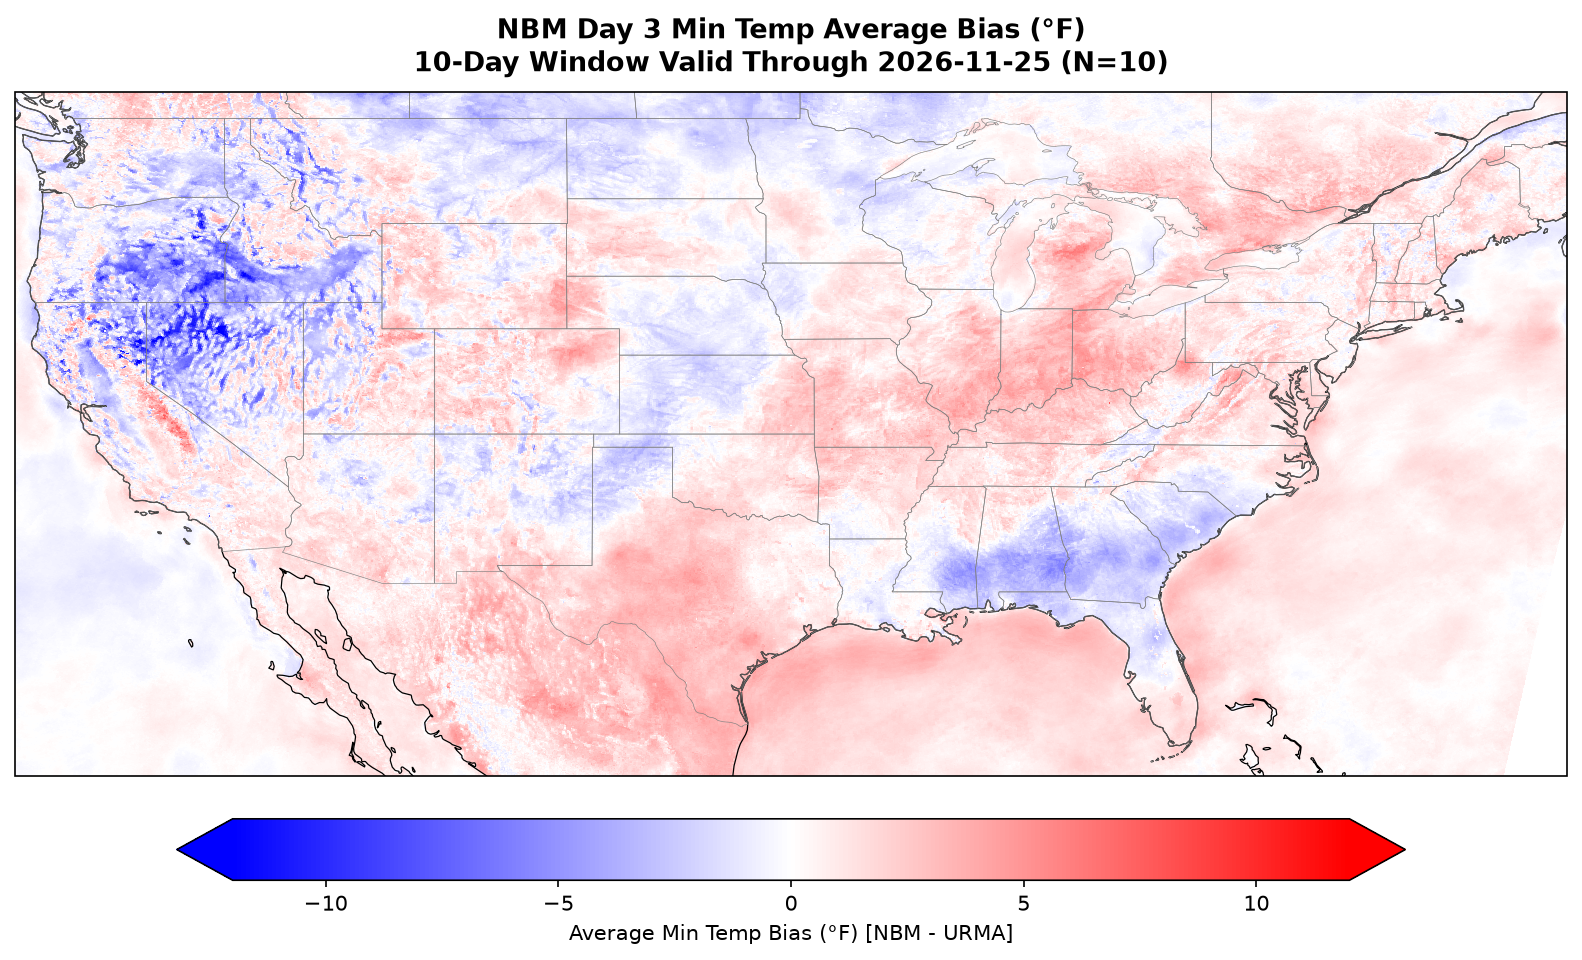 NBM Day 3 Min Temp Average Bias (°F)
10-Day Window Valid Through 2026-11-25 (N=10)
−10 −5 0 5 10
Average Min Temp Bias (°F) [NBM - URMA]